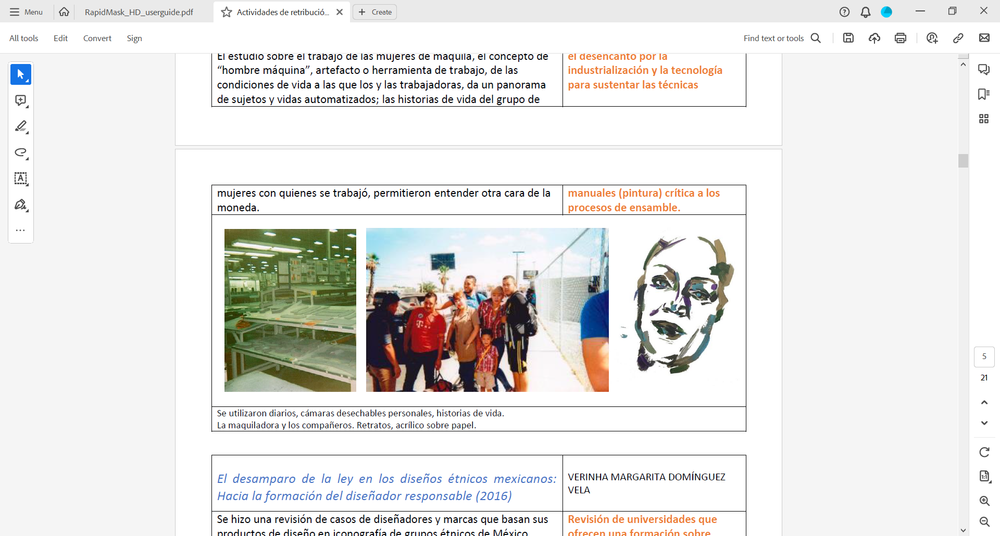 Menu
RapidMask_HD_userguide.pdf
Actividades de retribució...
Create
All tools
Edit
Convert
Sign
Find text or tools
El estudio sobre el trabajo de las mujeres de maquila, el concepto de
“hombre máquina”, artefacto o herramienta de trabajo, de las
condiciones de vida a las que los y las trabajadoras, da un panorama
de sujetos y vidas automatizados; las historias de vida del grupo de
el desencanto por la
industrialización y la tecnología
para sustentar las técnicas
mujeres con quienes se trabajó, permitieron entender otra cara de la
moneda.
manuales (pintura) crítica a los
procesos de ensamble.
Se utilizaron diarios, cámaras desechables personales, historias de vida.
La maquiladora y los compañeros. Retratos, acrílico sobre papel.
El desamparo de la ley en los diseños étnicos mexicanos:
Hacia la formación del diseñador responsable (2016)
VERINHA MARGARITA DOMÍNGUEZ
VELA
Se hizo una revisión de casos de diseñadores y marcas que basan sus
productos de diseño en iconografía de grupos étnicos de México
Revisión de universidades que
ofrecen una formación sobre
5
21